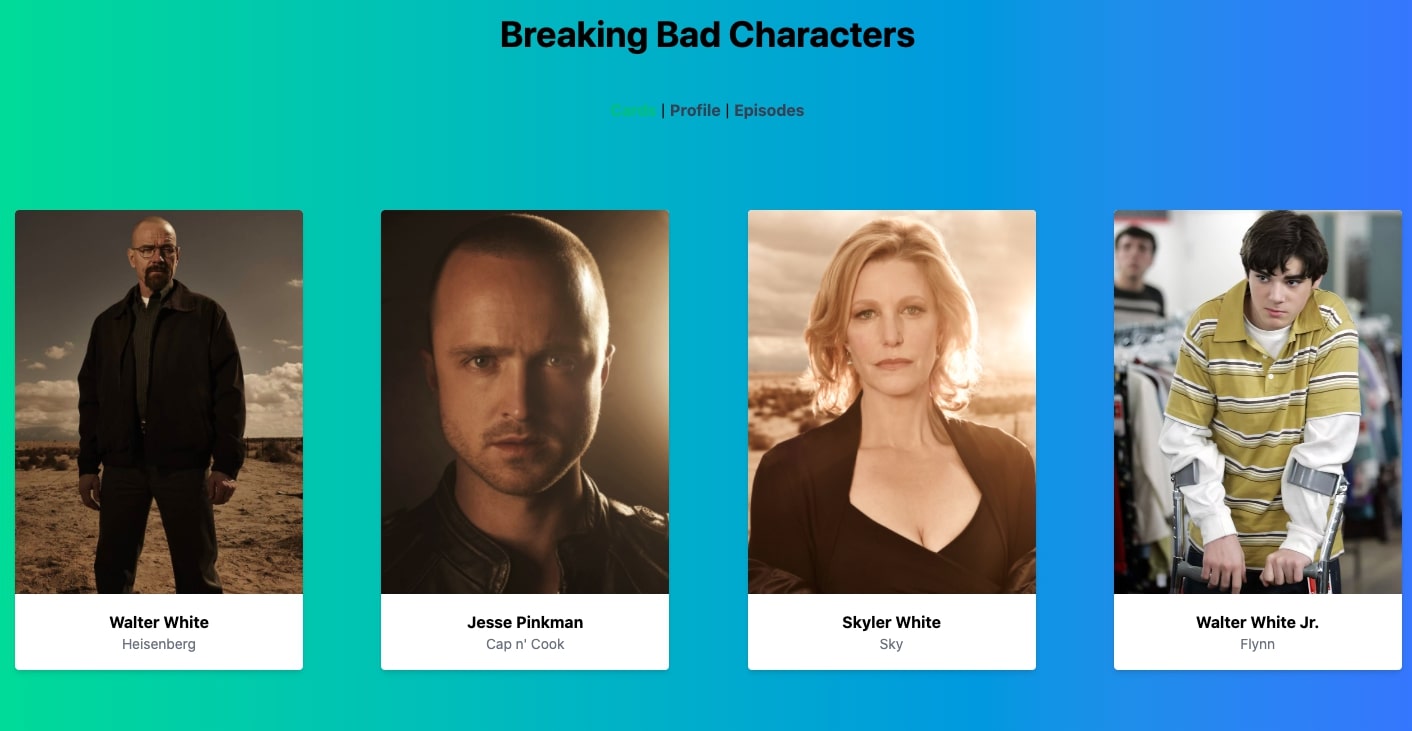 Breaking Bad Characters
Cards | Profile | Episodes
Walter White
Heisenberg
Jesse Pinkman
Cap n' Cook
Skyler White
Sky
Walter White Jr.
Flynn